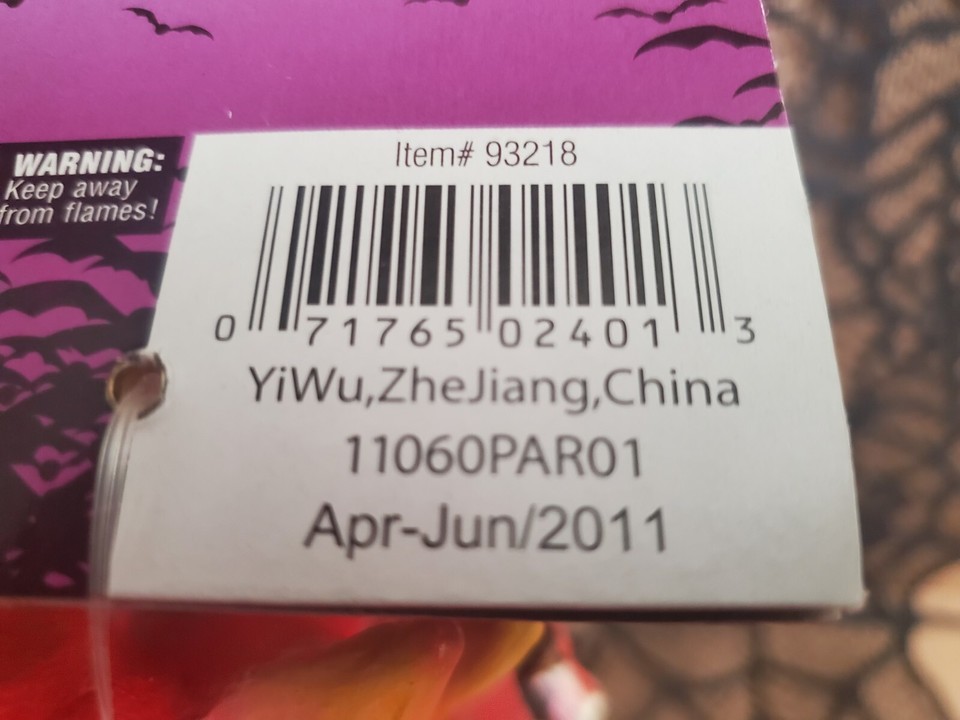 WARNING:
Keep away
from flames!
Item# 93218
0 71765 02401 3
YiWu,ZheJiang,China
11060PAR01
Apr-Jun/2011